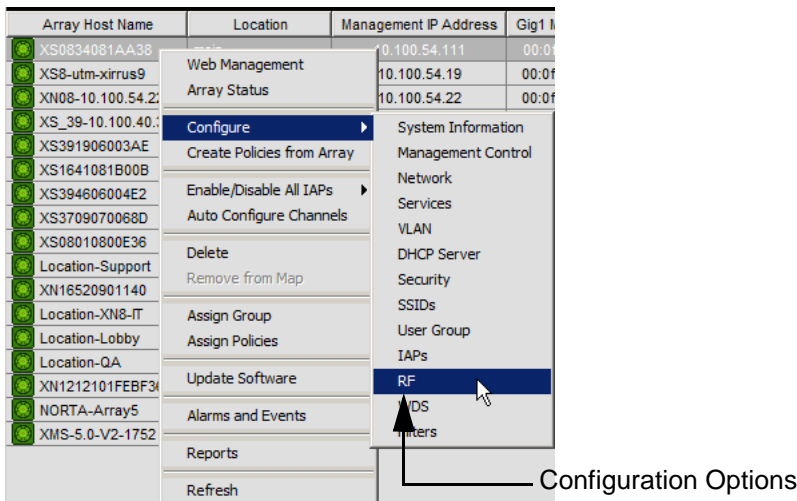 Array Host Name Location Management IP Address Gig1
XS0834081AA38 0.100.54.111 00:0
XS8-utm-xirrus9 10.100.54.19 00:0f
XN08-10.100.54.2 10.100.54.22 00:0f
XS_39-10.100.40.
XS391906003AE
XS1641081B00B
XS394606004E2
XS3709070068D
XS08010800E36
Location-Support
XN16520901140
Location-XN8-IT
Location-Lobby
Location-QA
XN1212101FEBF3
NORTA-Array5
XMS-5.0-V2-1752
Web Management
Array Status
Configure
Create Policies from Array
Enable/Disable All IAPs
Auto Configure Channels
Delete
Remove from Map
Assign Group
Assign Policies
Update Software
Alarms and Events
Reports
Refresh
System Information
Management Control
Network
Services
VLAN
DHCP Server
Security
SSIDs
User Group
IAPs
RF
WDS
Filters
Configuration Options